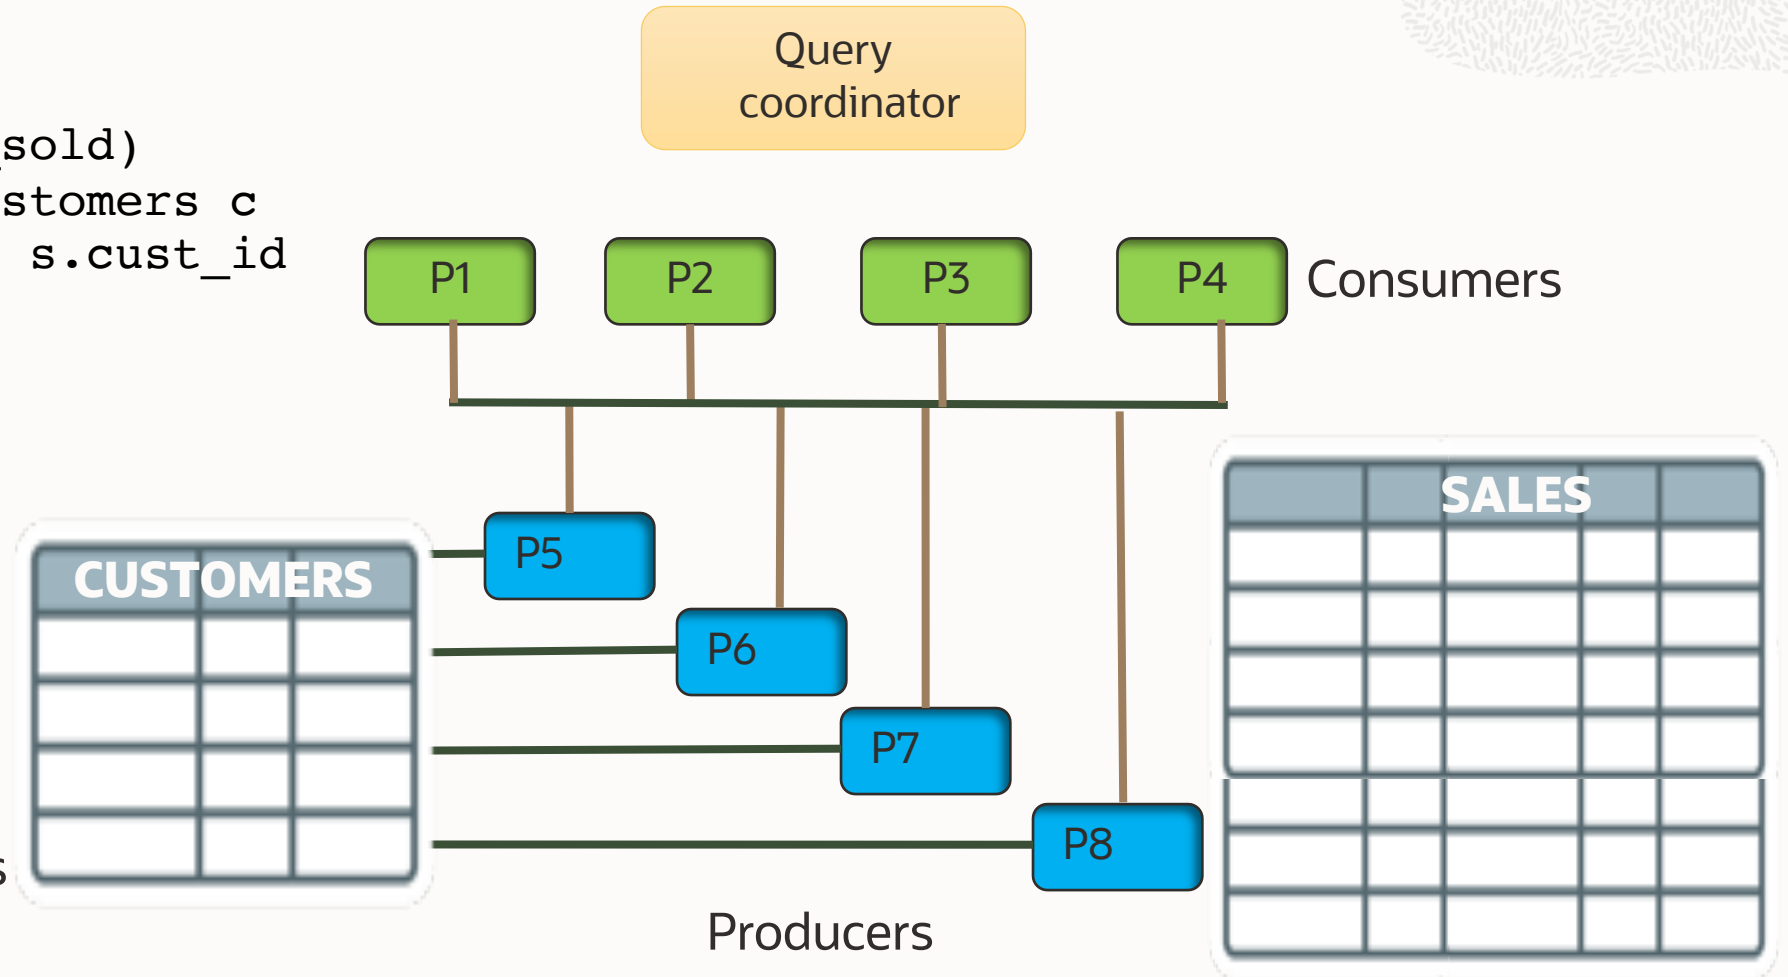 Query
coordinator
sold)
stomers c
s.cust_id
P1
P2
P3
P4
Consumers
P5
P6
P7
P8
CUSTOMERS
SALES
s
Producers